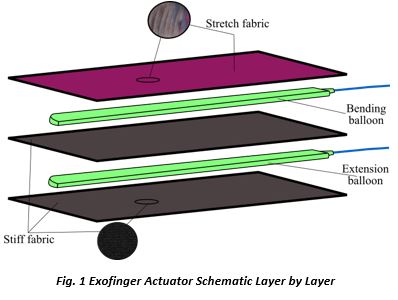 Stretch fabric
Bending
balloon
Extension
balloon
Stiff fabric
Fig. 1 Exofinger Actuator Schematic Layer by Layer